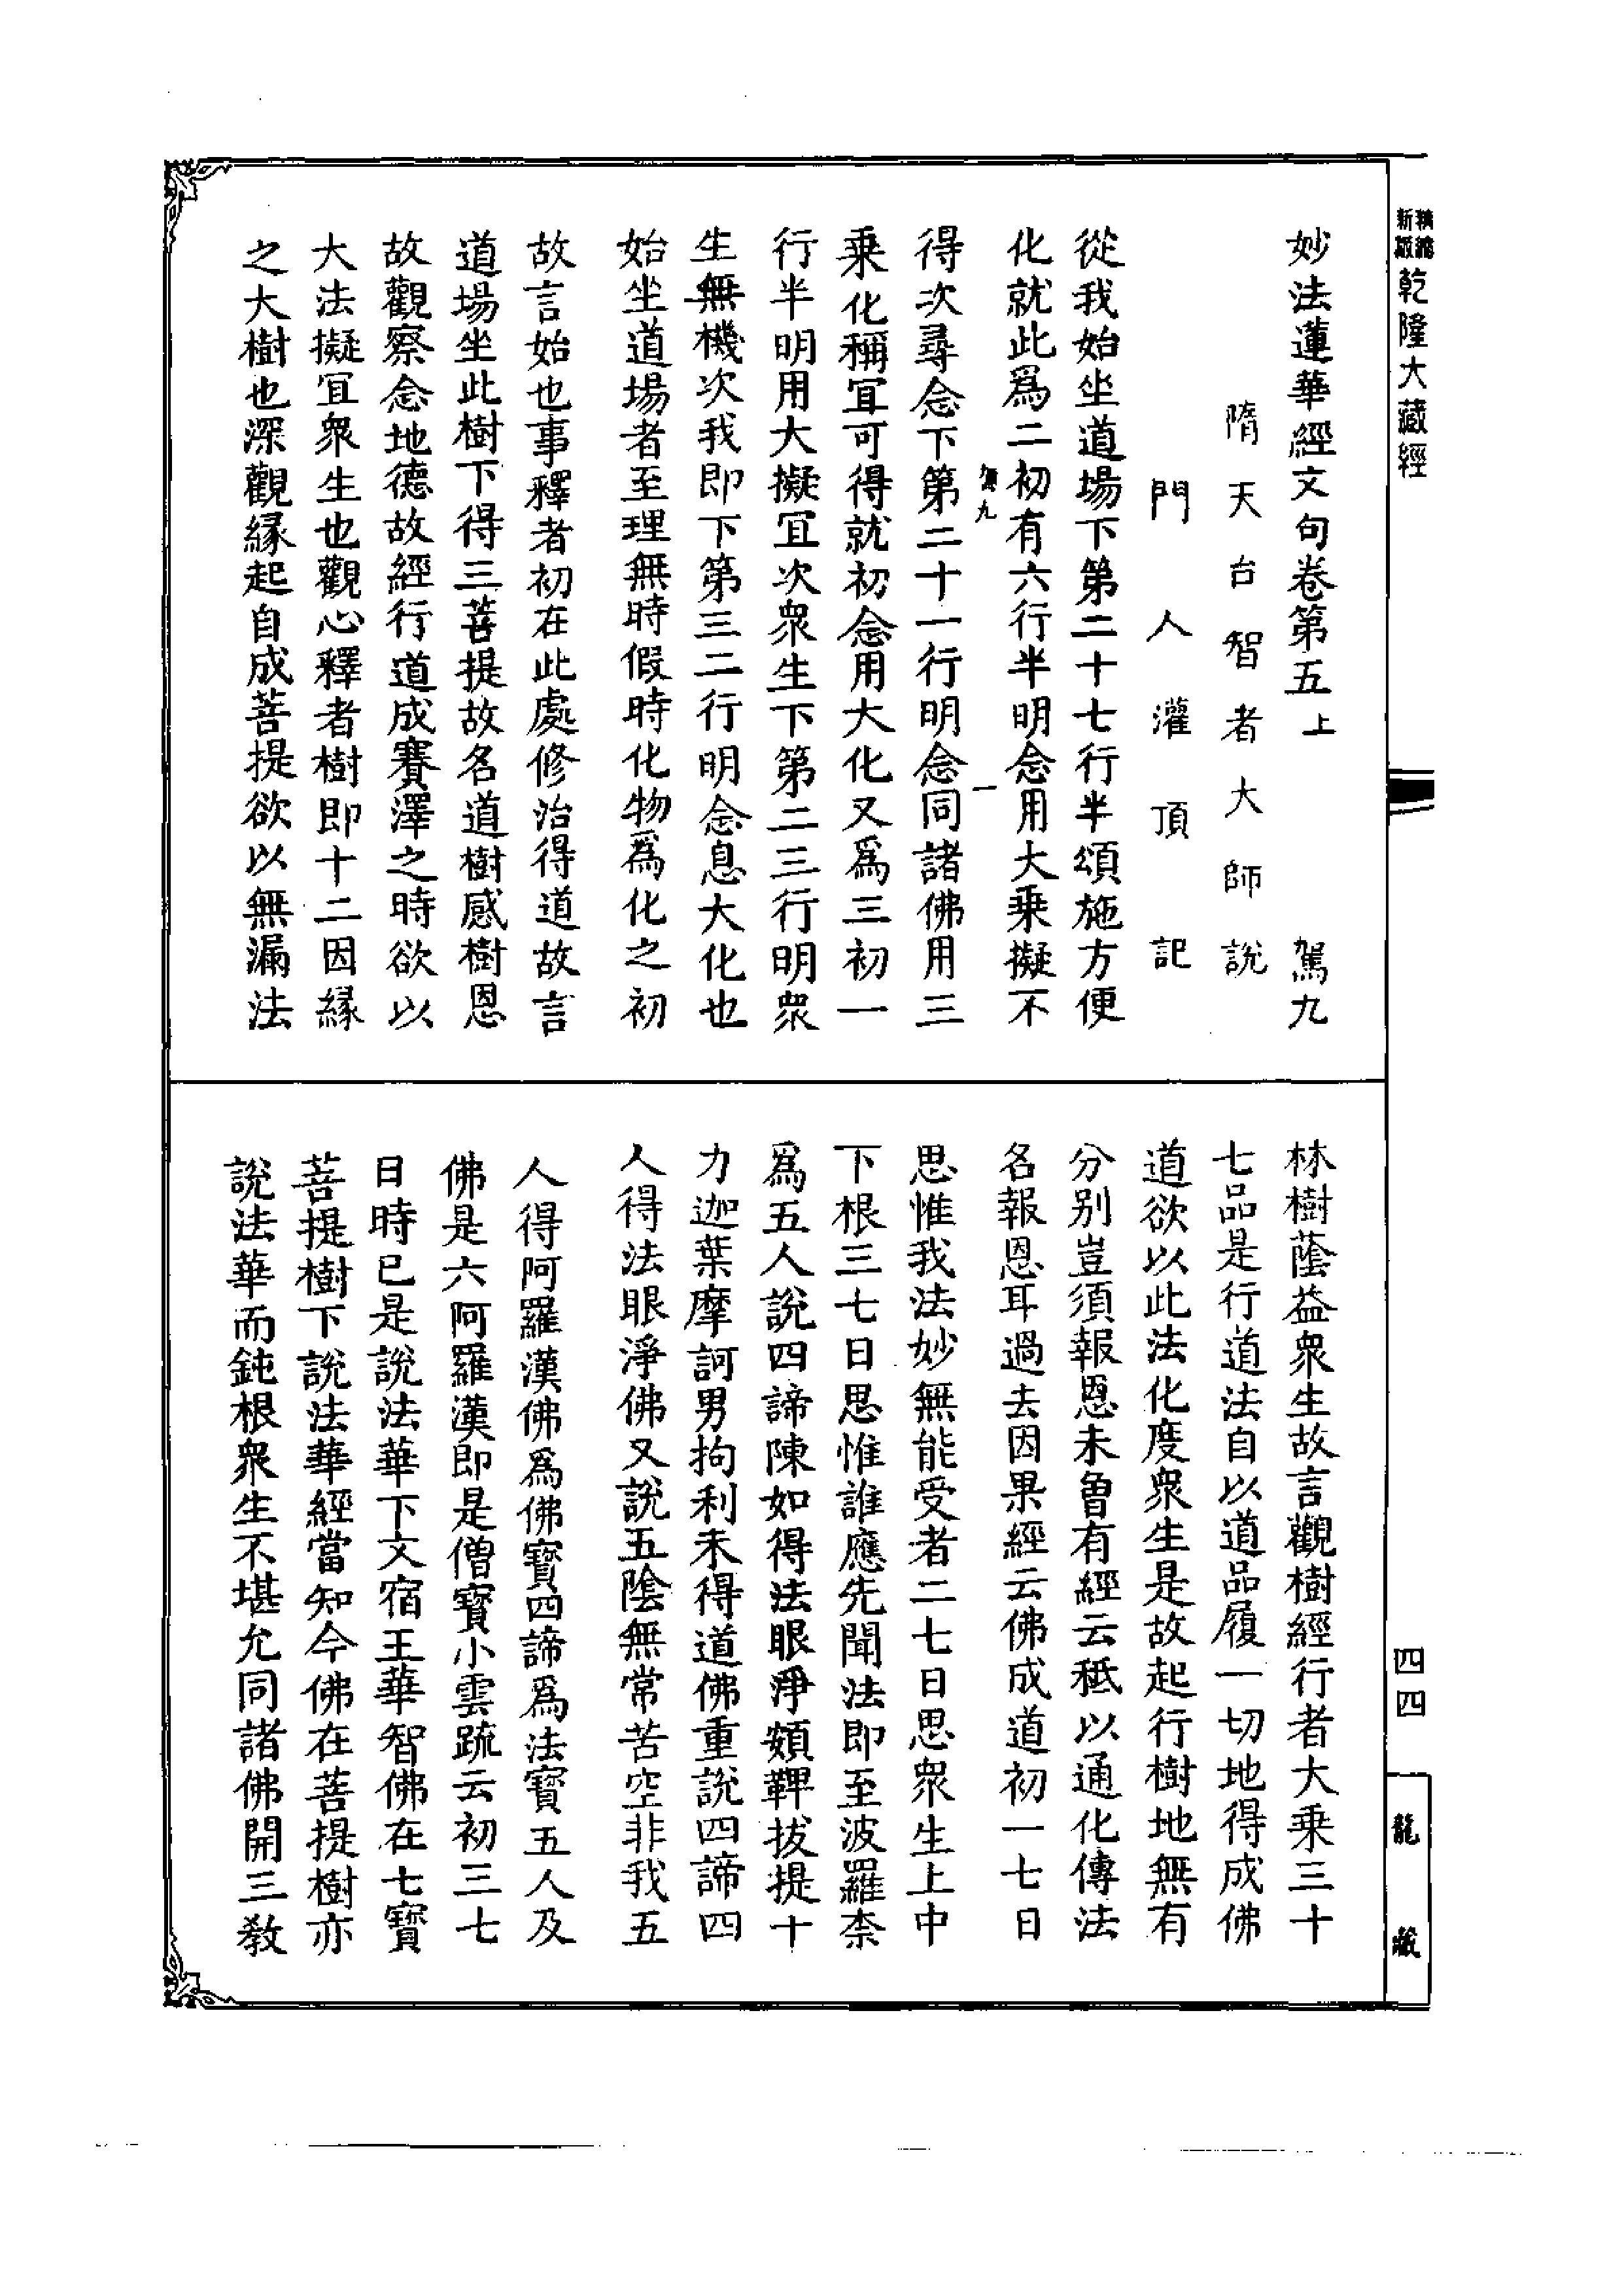 新編縮版乾隆大藏經
妙法蓮華經文句卷第五上 駕九
隋天台智者大師說
門人灌頂記
從我始坐道場下第二十七行半頌施方便
化就此爲二初有六行半明念用大乗擬不
得次尋念下第二十一行明念同諸佛用三
乗化稱冝可得就初念用大化又爲三初一
行半明用大擬冝次衆生下第二三行明衆
生無機次我即下第三二行明念息大化也
始坐道場者至理無時假時化物爲化之初
故言始也事釋者初在此處修治得道故言
道場坐此樹下得三菩提故名道樹感樹恩
故觀察念地德故經行道成賽澤之時欲以
大法擬冝衆生也觀心釋者樹即十二因緣
之大樹也深觀緣起自成菩提欲以無漏法
林樹蔭益衆生故言觀樹經行者大乗三十
七品是行道法自以道品履一切地得成佛
道欲以此法化度衆生是故起行樹地無有
分别豈須報恩未曾有經云秖以通化傳法
名報恩耳過去因果經云佛成道初一七日
思惟我法妙無能受者二七日思衆生上中
下根三七日思惟誰應先聞法即至波羅柰
爲五人說四諦陳如得法眼淨頞鞞拔提十
力迦葉摩訶男拘利未得道佛重說四諦四
人得法眼淨佛又說五陰無常苦空非我五
人得阿羅漢佛爲佛寶四諦爲法寶五人及
佛是六阿羅漢即是僧寶小雲疏云初三七
日時已是說法華下文宿王華智佛在七寶
菩提樹下說法華經當知今佛在菩提樹亦
說法華而鈍根衆生不堪允同諸佛開三教
四四
龍藏